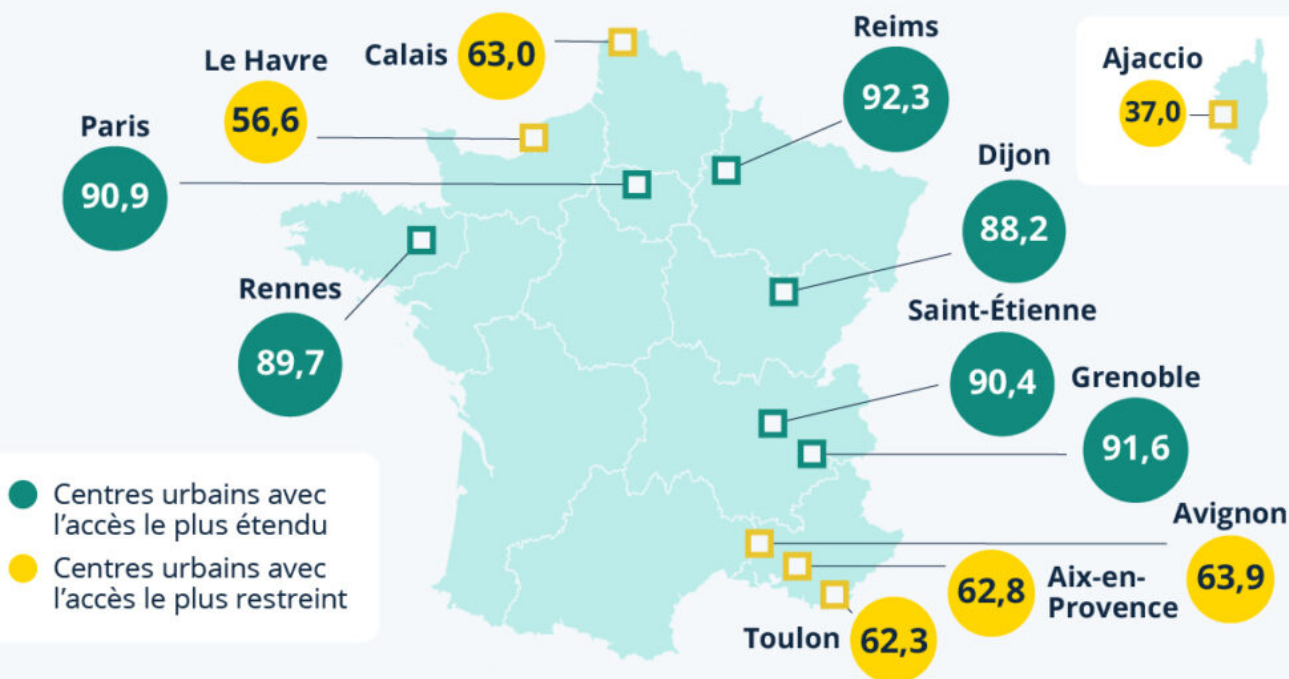 Calais
63,0
Le Havre
56,6
Paris
90,9
Reims
92,3
Ajaccio
37,0
Dijon
88,2
Rennes
89,7
Saint-Étienne
90,4
Grenoble
91,6
Centres urbains avec
l'accès le plus étendu
Centres urbains avec
l'accès le plus restreint
Avignon
63,9
Aix-en-
Provence
62,8
Toulon
62,3